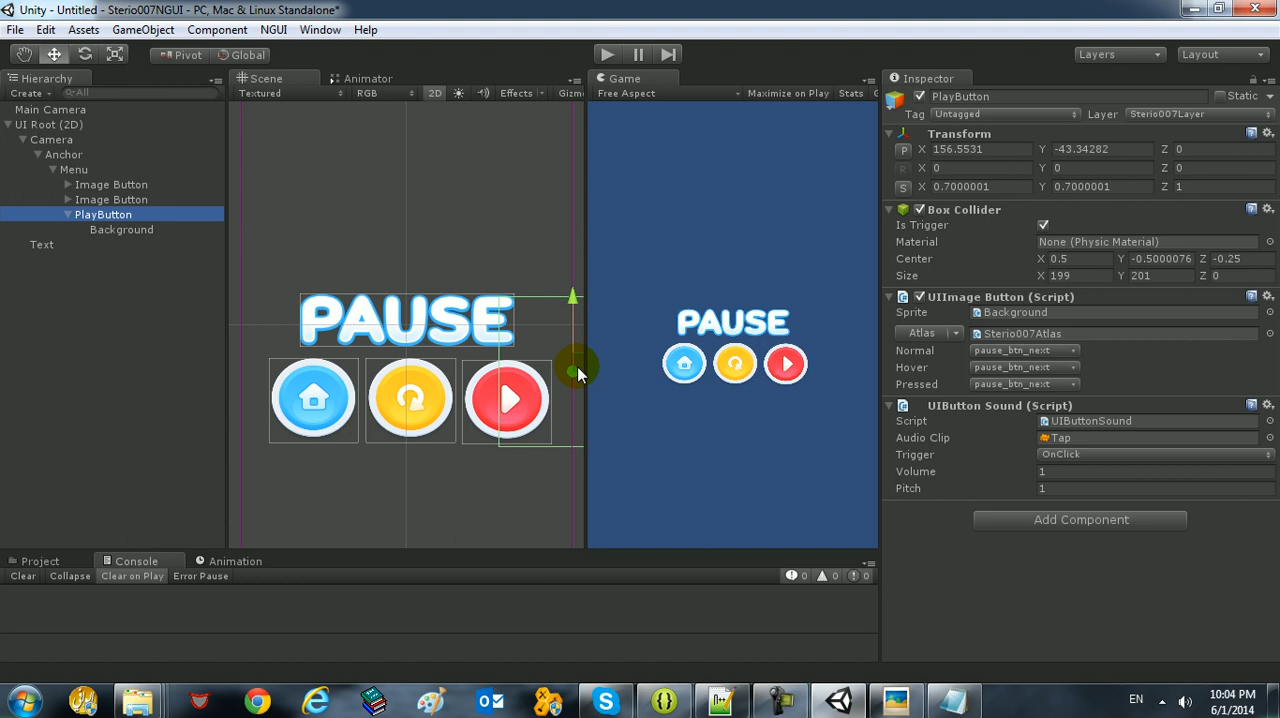 Unity - Untitled - Sterio007NGUI - PC, Mac & Linux Standalone*
File Edit Assets GameObject Component NGUI Window Help
Pivot Global Layers Layout
Hierarchy Scene Animator Game Inspector
Create All Textured RGB 2D Effects Gizm Free Aspect Maximize on Play Stats G
PlayButton Static
Tag Untagged Layer Sterio007Layer
Main Camera
UI Root (2D)
Camera
Anchor
Menu
Image Button
Image Button
PlayButton
Background
Text
PAUSE
PAUSE
Transform
P X 156.5531 Y -43.34282 Z 0
R X 0 Y 0 Z 0
S X 0.7000001 Y 0.7000001 Z 1
Box Collider
Is Trigger
Material None (Physic Material)
Center X 0.5 Y -0.5000076 Z -0.25
Size X 199 Y 201 Z 0
UIImage Button (Script)
Sprite Background
Atlas Sterio007Atlas
Normal pause_btn_next
Hover pause_btn_next
Pressed pause_btn_next
UIButton Sound (Script)
Script UIButtonSound
Audio Clip Tap
Trigger OnClick
Volume 1
Pitch 1
Add Component
Project Console Animation
Clear Collapse Clear on Play Error Pause 0 0 0
EN 10:04 PM
6/1/2014